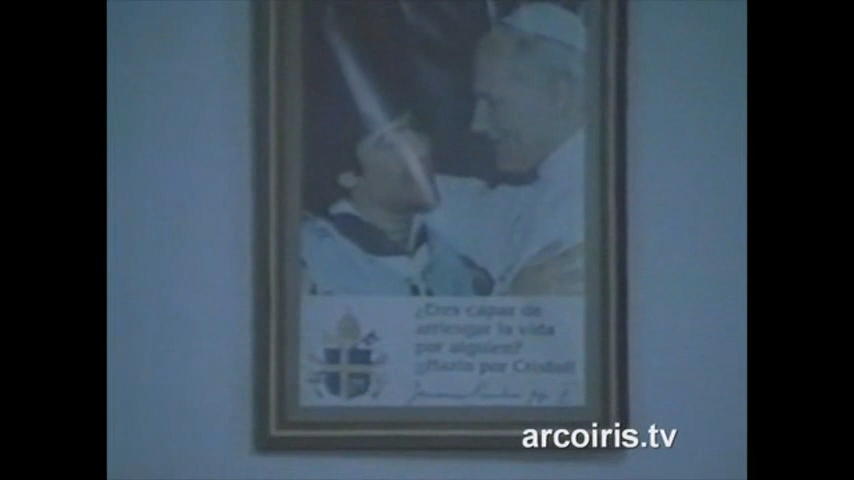 ¿Eres capaz de
arriesgar la vida
por alguien?
¡Hazlo por Cristo!!
arcoiris.tv